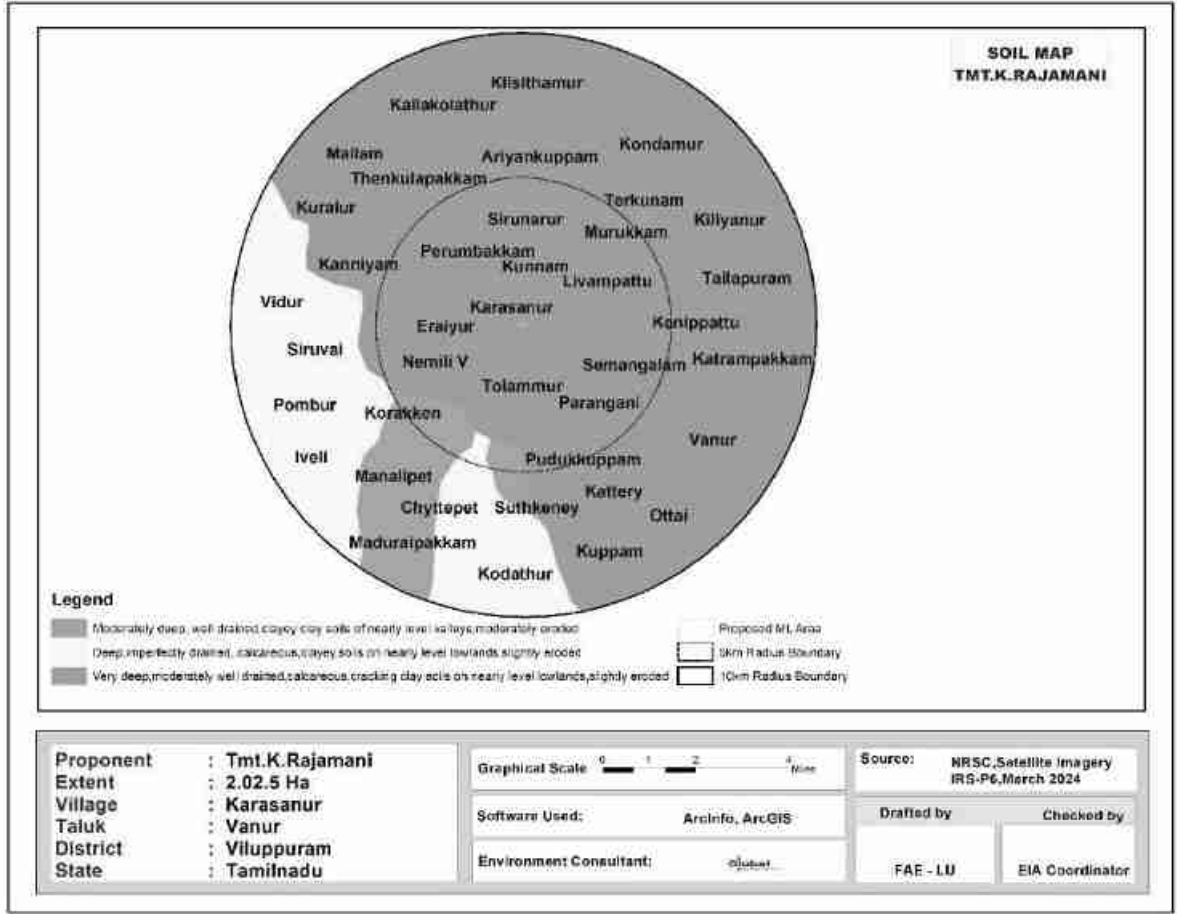 SOIL MAP
TMT.K.RAJAMANI
Kilsithamur
Kallakolathur
Kondamur
Mailam
Ariyankuppam
Thenkulapakkam
Terkunam
Kuralur
Sirunarur
Killyanur
Murukkam
Perumbakkam
Kanniyam
Kunnam
Livampattu
Tailapuram
Vidur
Karasanur
Eraiyur
Konippattu
Siruvai
Nemili V
Semangalam
Katrampakkam
Tolammur
Parangani
Pombur
Korakken
Vanur
Iveli
Pudukkuppam
Manalipet
Kattery
Chyttepet
Suthkeney
Ottai
Maduraipakkam
Kuppam
Kodathur
Legend
Moderately deep, well drained,clayey clay soils of nearly level valleys,moderately eroded
Deep,imperfectly drained, calcareous,clayey soils on nearly level lowlands,slightly eroded
Very deep,moderately well drained,calcareous,cracking clay soils on nearly level lowlands,slightly eroded
Proposed ML Area
5km Radius Boundary
10km Radius Boundary
Proponent : Tmt.K.Rajamani
Extent : 2.02.5 Ha
Village : Karasanur
Taluk : Vanur
District : Viluppuram
State : Tamilnadu
Graphical Scale 0 1 2 4 Miles
Software Used: ArcInfo, ArcGIS
Environment Consultant:
Source: NRSC,Satellite Imagery
IRS-P6,March 2024
Drafted by
Checked by
FAE - LU
EIA Coordinator